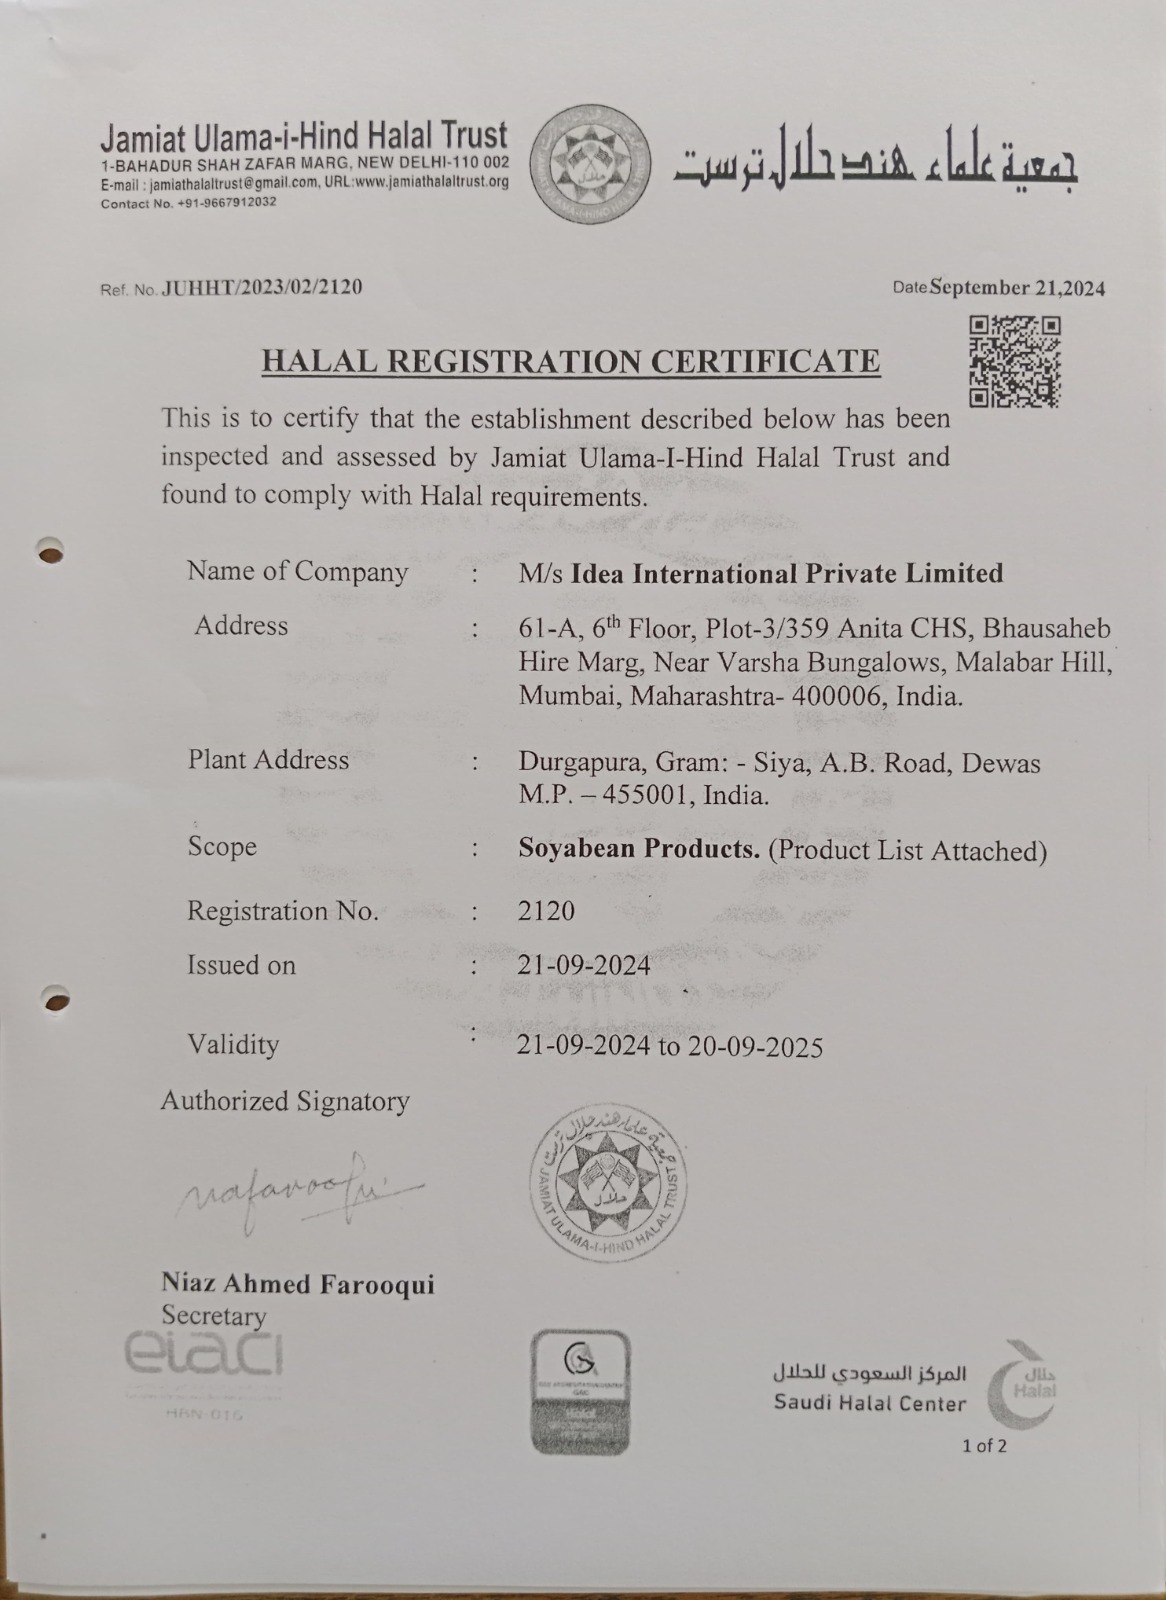 Jamiat Ulama-i-Hind Halal Trust
1-BAHADUR SHAH ZAFAR MARG, NEW DELHI-110 002
E-mail : jamiathalaltrust@gmail.com, URL:www.jamiathalaltrust.org
Contact No. +91-9667912032
جمعية علماء هند حلال ترست
Ref. No. JUHHT/2023/02/2120
Date September 21,2024
HALAL REGISTRATION CERTIFICATE
This is to certify that the establishment described below has been
inspected and assessed by Jamiat Ulama-I-Hind Halal Trust and
found to comply with Halal requirements.
Name of Company : M/s Idea International Private Limited
Address : 61-A, 6th Floor, Plot-3/359 Anita CHS, Bhausaheb
Hire Marg, Near Varsha Bungalows, Malabar Hill,
Mumbai, Maharashtra- 400006, India.
Plant Address : Durgapura, Gram: - Siya, A.B. Road, Dewas
M.P. – 455001, India.
Scope : Soyabean Products. (Product List Attached)
Registration No. : 2120
Issued on : 21-09-2024
Validity : 21-09-2024 to 20-09-2025
Authorized Signatory
جمعية علماء هند حلال ترست
حلال
JAMIAT ULAMA-I-HIND HALAL TRUST
Niaz Ahmed Farooqui
Secretary
eiaci
HAN-016
المركز السعودي للحلال
Saudi Halal Center
حلال
Halal
1 of 2